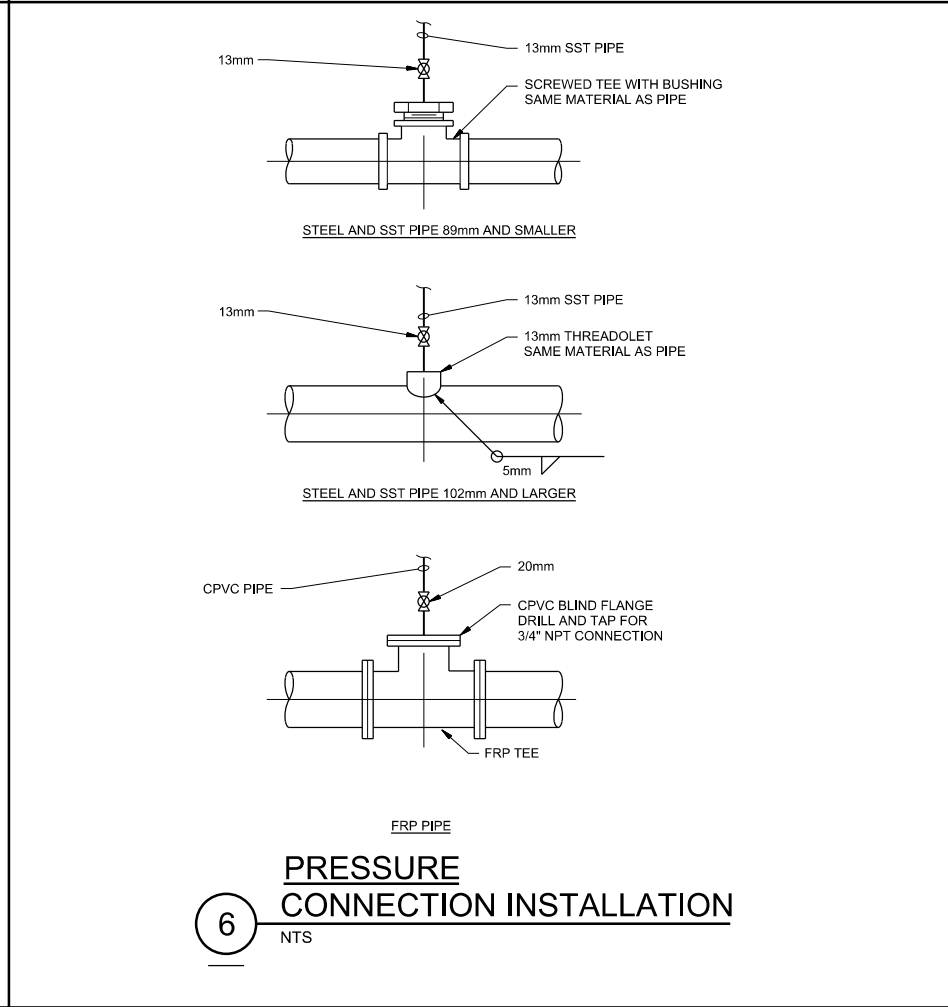 13mm
13mm SST PIPE
SCREWED TEE WITH BUSHING
SAME MATERIAL AS PIPE
STEEL AND SST PIPE 89mm AND SMALLER
13mm
13mm SST PIPE
13mm THREADOLET
SAME MATERIAL AS PIPE
5mm
STEEL AND SST PIPE 102mm AND LARGER
CPVC PIPE
20mm
CPVC BLIND FLANGE
DRILL AND TAP FOR
3/4" NPT CONNECTION
FRP TEE
FRP PIPE
PRESSURE
CONNECTION INSTALLATION
6
NTS